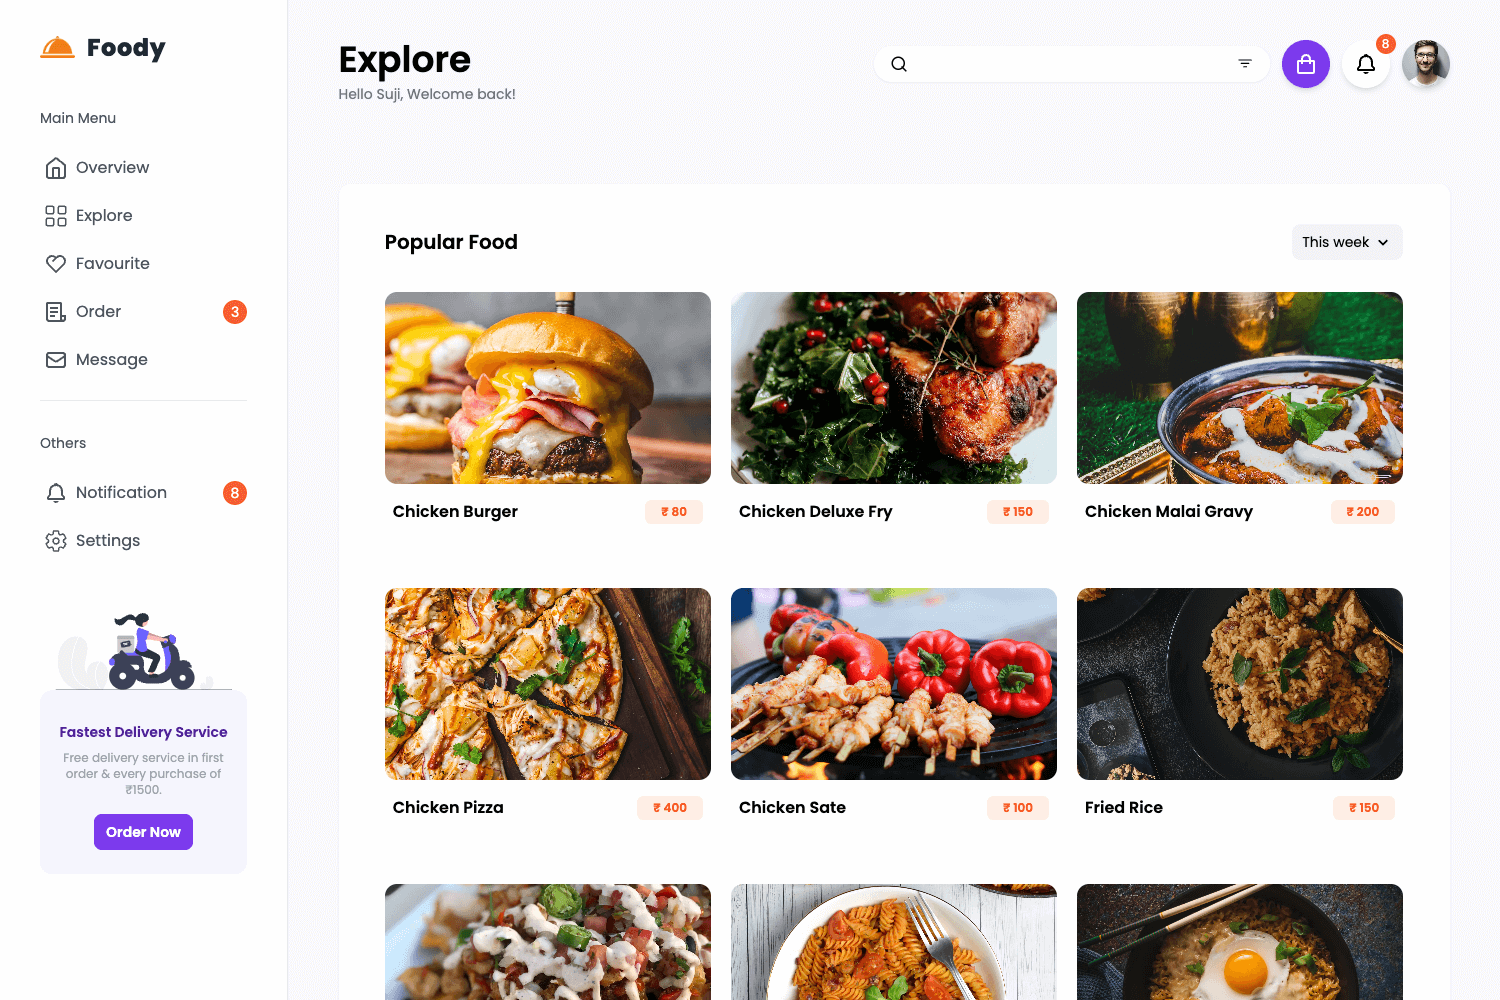 Foody
Main Menu
Overview
Explore
Favourite
Order 3
Message
Others
Notification 8
Settings
Fastest Delivery Service
Free delivery service in first
order & every purchase of
₹1500.
Order Now
Explore
Hello Suji, Welcome back!
8
Popular Food
This week
Chicken Burger ₹ 80
Chicken Deluxe Fry ₹ 150
Chicken Malai Gravy ₹ 200
Chicken Pizza ₹ 400
Chicken Sate ₹ 100
Fried Rice ₹ 150